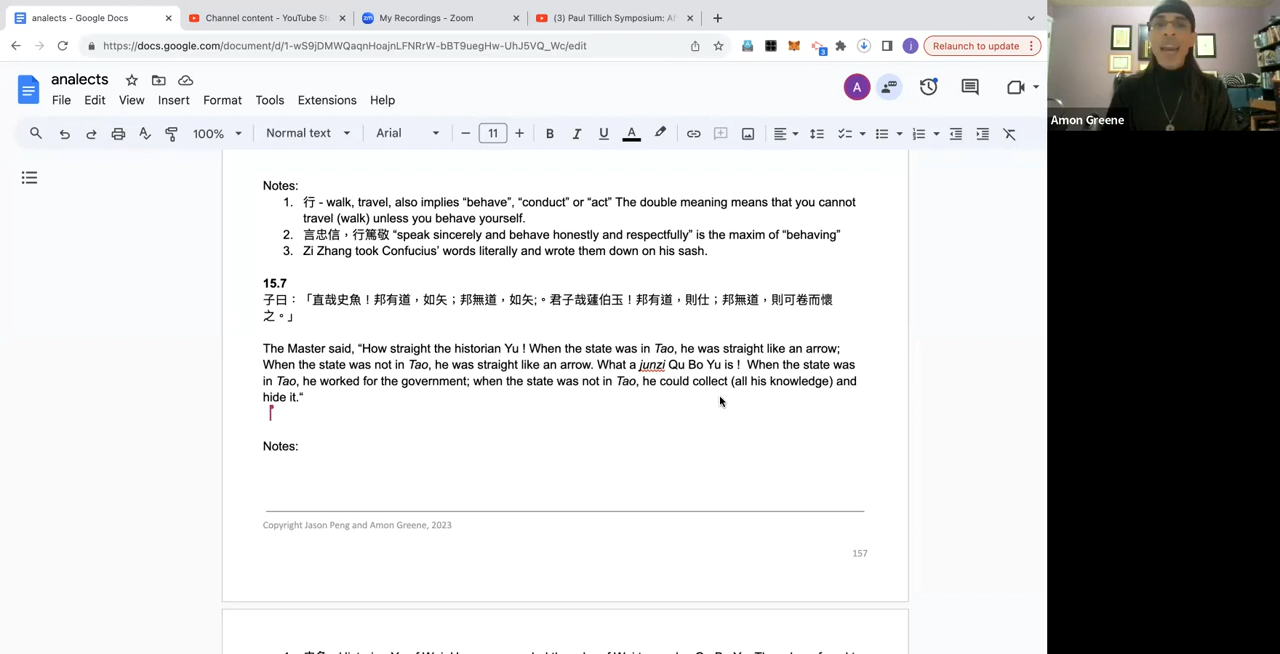 analects - Google Docs
Channel content - YouTube St
My Recordings - Zoom
(3) Paul Tillich Symposium: Af
https://docs.google.com/document/d/1-wS9jDMWQaqnHoajnLFNRrW-bBT9uegHw-UhJ5VQ_Wc/edit
3
j
Relaunch to update
analects
File Edit View Insert Format Tools Extensions Help
A
100%
Normal text
Arial
11
B I U A
Amon Greene
Notes:
1. 行 - walk, travel, also implies “behave”, “conduct” or “act” The double meaning means that you cannot
travel (walk) unless you behave yourself.
2. 言忠信，行篤敬 “speak sincerely and behave honestly and respectfully” is the maxim of “behaving”
3. Zi Zhang took Confucius’ words literally and wrote them down on his sash.
15.7
子曰：「直哉史魚！邦有道，如矢；邦無道，如矢;。君子哉蘧伯玉！邦有道，則仕；邦無道，則可卷而懷
之。」
The Master said, “How straight the historian Yu ! When the state was in Tao, he was straight like an arrow;
When the state was not in Tao, he was straight like an arrow. What a junzi Qu Bo Yu is ! When the state was
in Tao, he worked for the government; when the state was not in Tao, he could collect (all his knowledge) and
hide it.“
Notes:
Copyright Jason Peng and Amon Greene, 2023
157